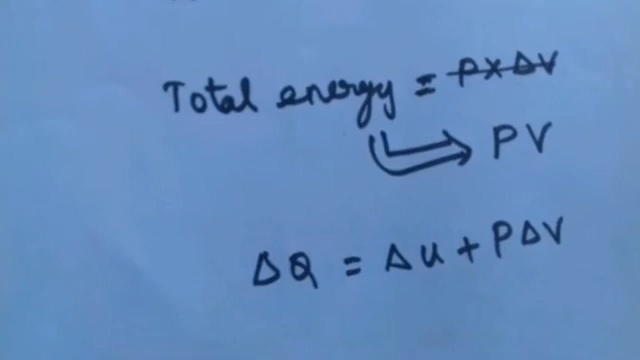 Total energy = P×ΔV
PV
ΔQ = ΔU + PΔV